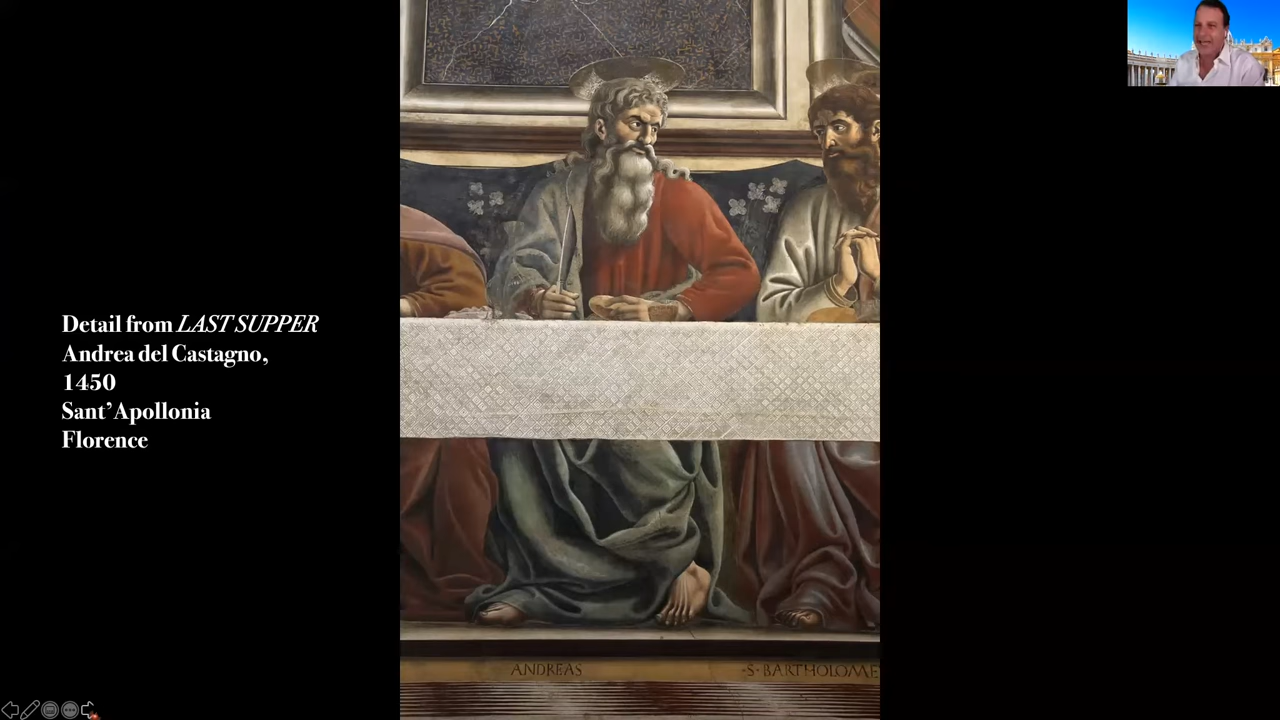 Detail from LAST SUPPER
Andrea del Castagno,
1450
Sant’Apollonia
Florence
ANDREAS
·S·BARTHOLOME